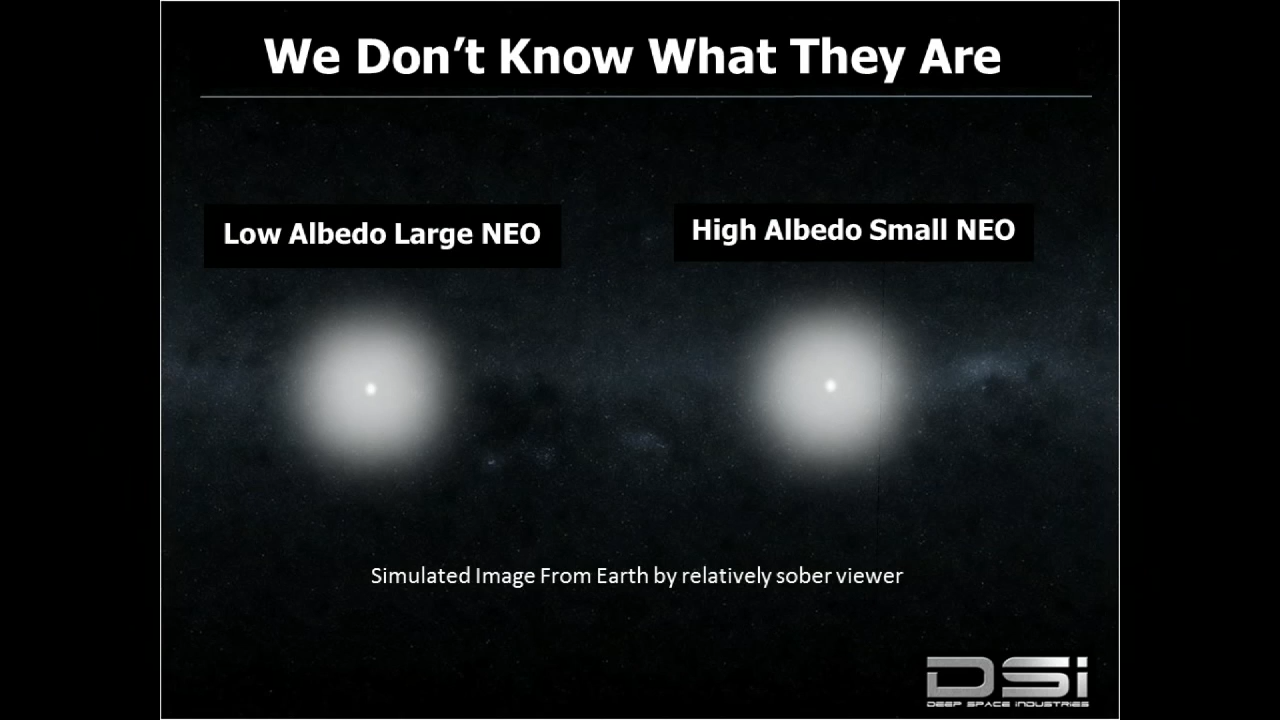 We Don’t Know What They Are
Low Albedo Large NEO
High Albedo Small NEO
Simulated Image From Earth by relatively sober viewer
DSi
DEEP SPACE INDUSTRIES